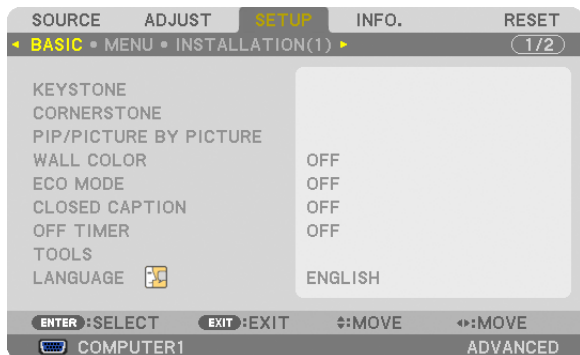 SOURCE ADJUST SETUP INFO. RESET
BASIC • MENU • INSTALLATION(1) 1/2
KEYSTONE
CORNERSTONE
PIP/PICTURE BY PICTURE
WALL COLOR OFF
ECO MODE OFF
CLOSED CAPTION OFF
OFF TIMER OFF
TOOLS
LANGUAGE ENGLISH
ENTER :SELECT EXIT :EXIT :MOVE :MOVE
COMPUTER1 ADVANCED